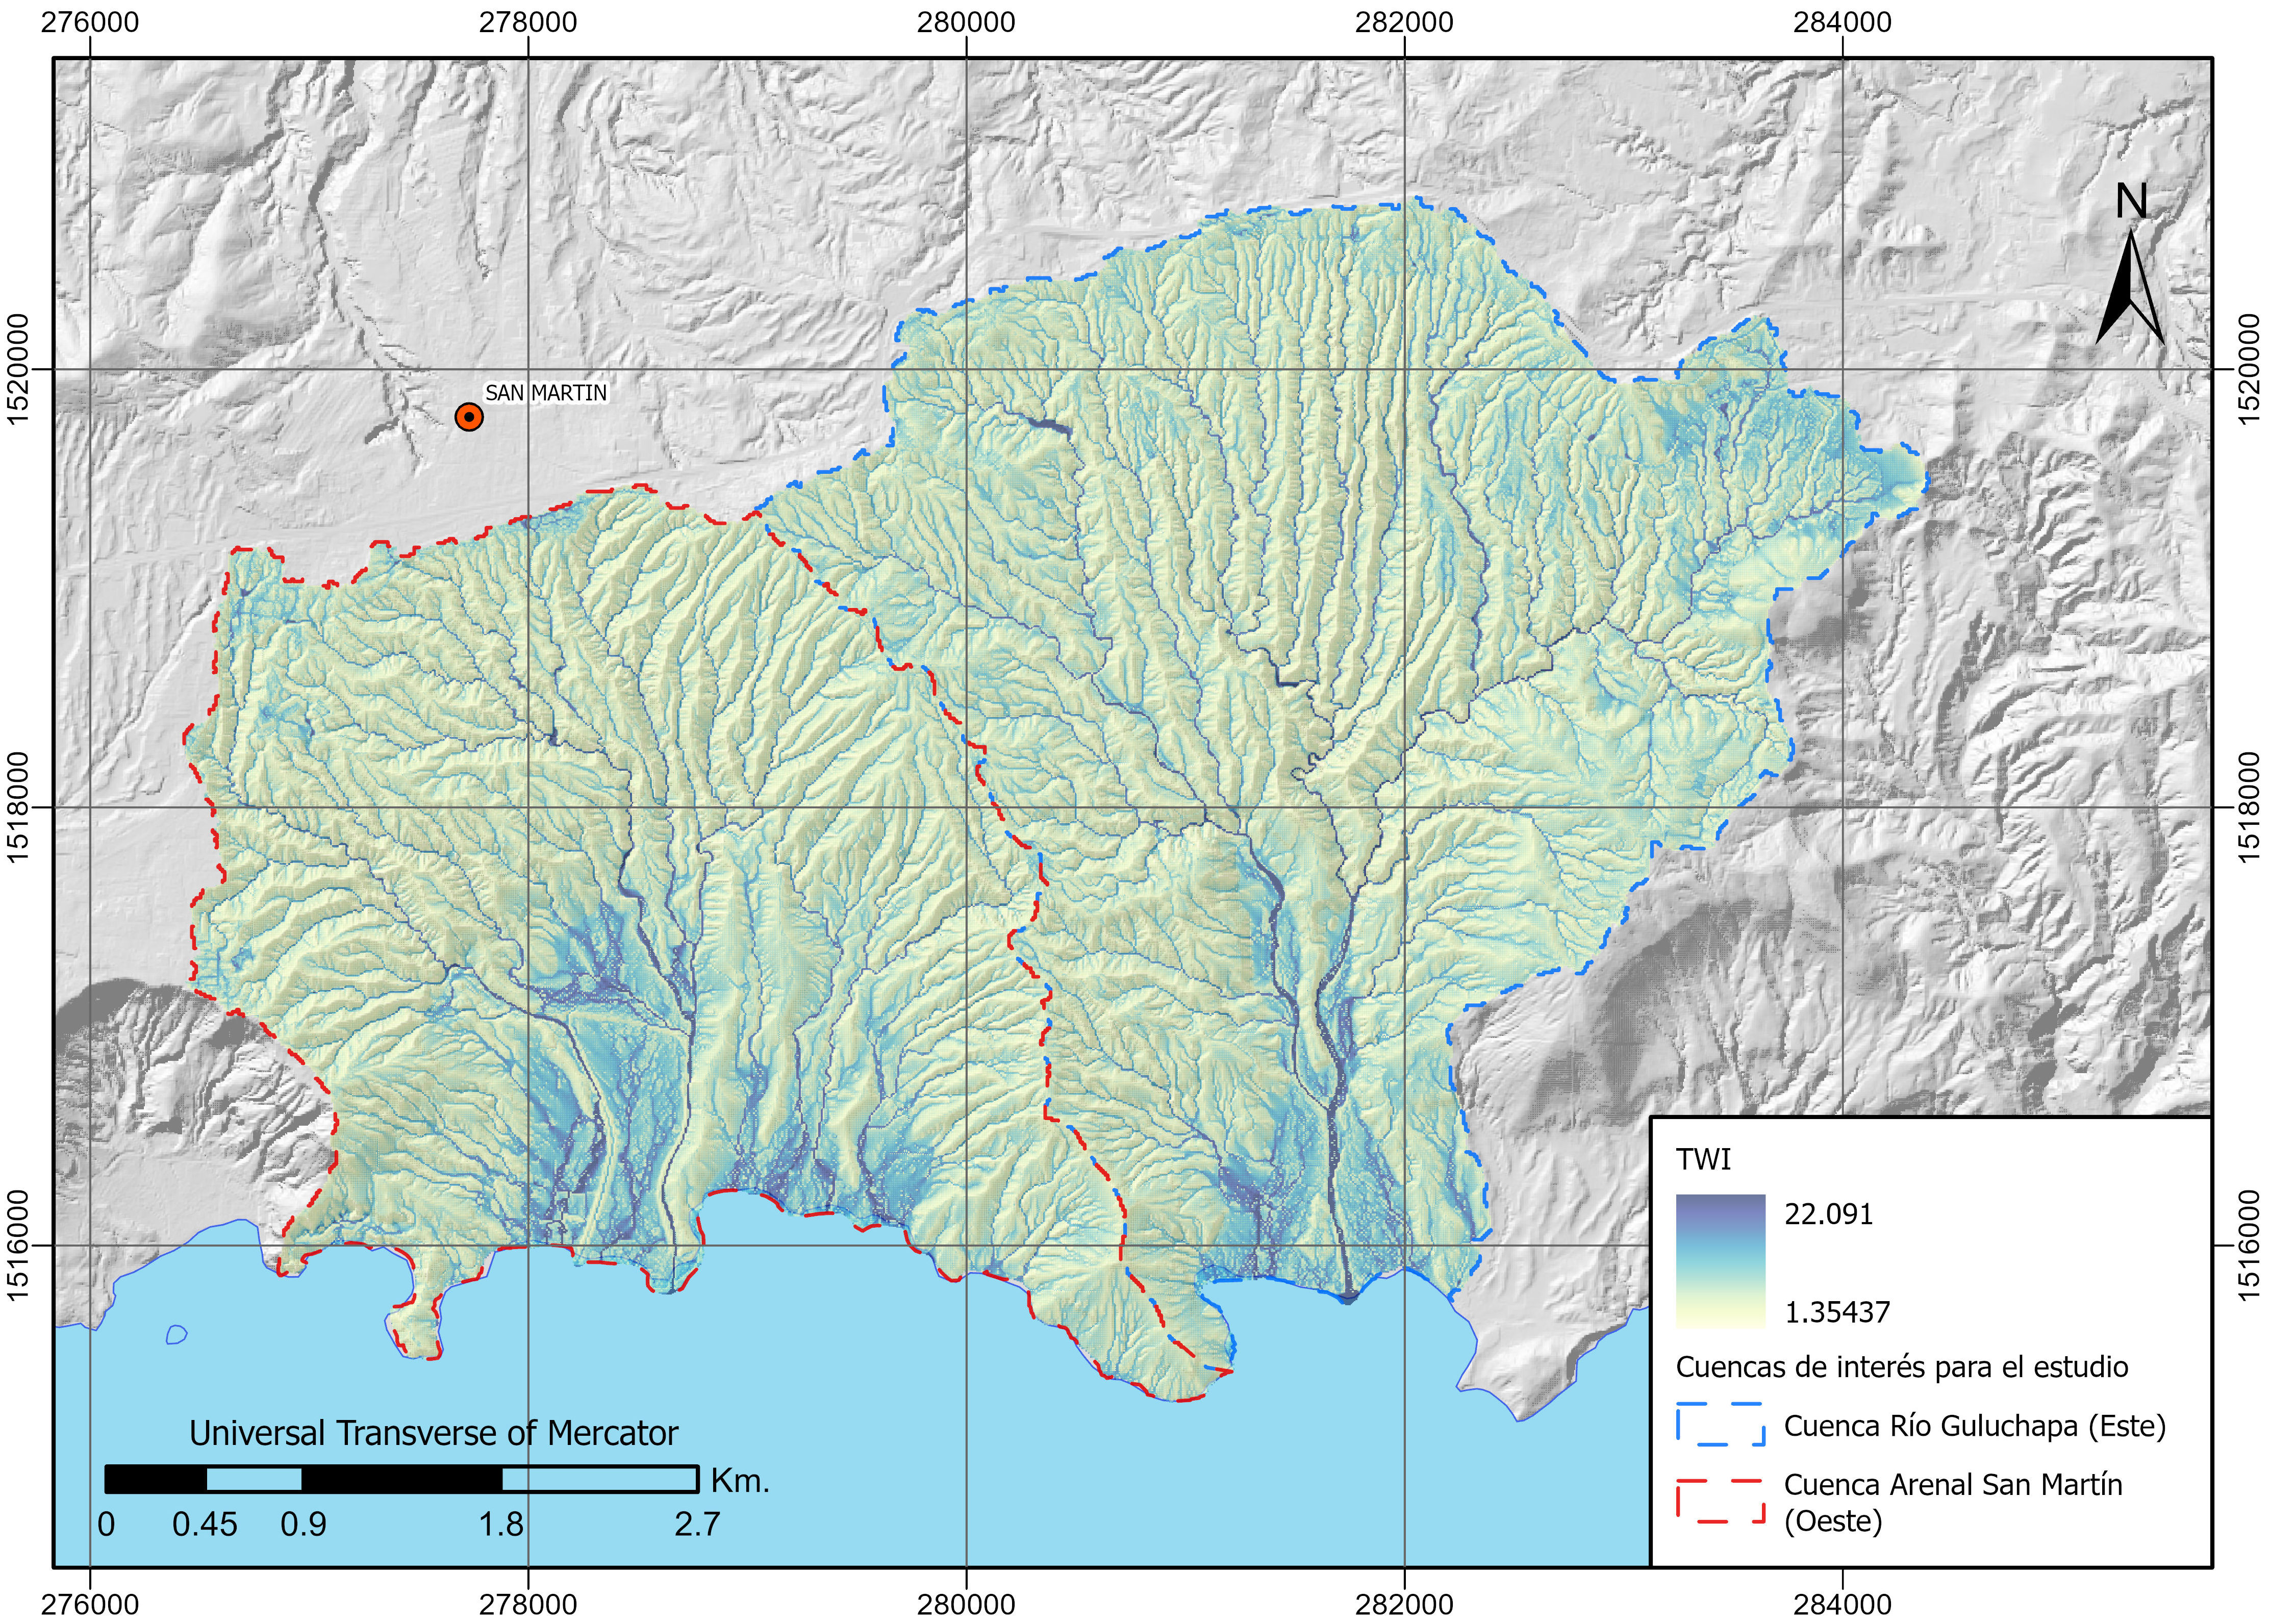 276000 278000 280000 282000 284000
N
1520000 1520000
SAN MARTIN
1518000 1518000
1516000 1516000
TWI
22.091
1.35437
Cuencas de interés para el estudio
Cuenca Río Guluchapa (Este)
Cuenca Arenal San Martín
(Oeste)
Universal Transverse of Mercator
Km.
0 0.45 0.9 1.8 2.7
276000 278000 280000 282000 284000